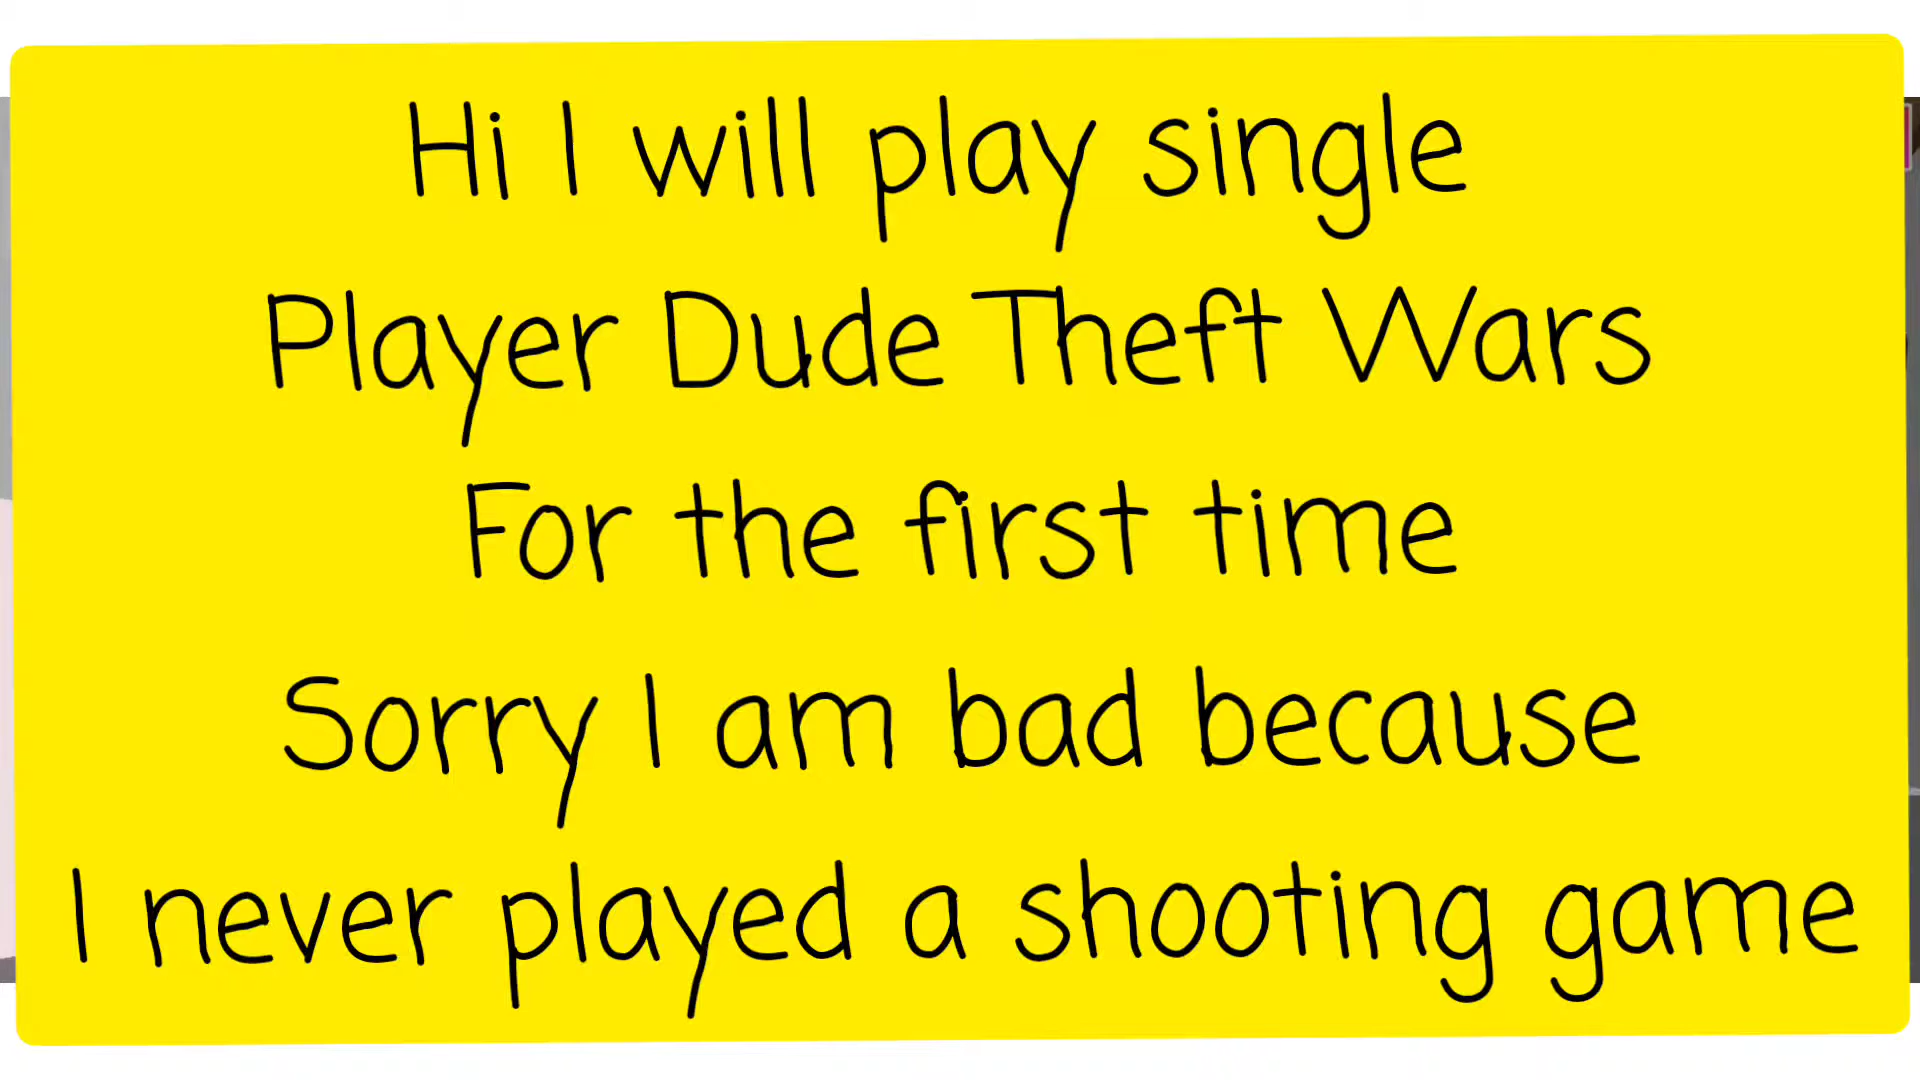 Hi I will play single
Player Dude Theft Wars
For the first time
Sorry I am bad because
I never played a shooting game